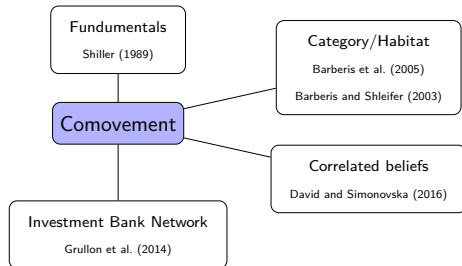 Fundumentals
Shiller (1989)
Category/Habitat
Barberis et al. (2005)
Barberis and Shleifer (2003)
Comovement
Correlated beliefs
David and Simonovska (2016)
Investment Bank Network
Grullon et al. (2014)